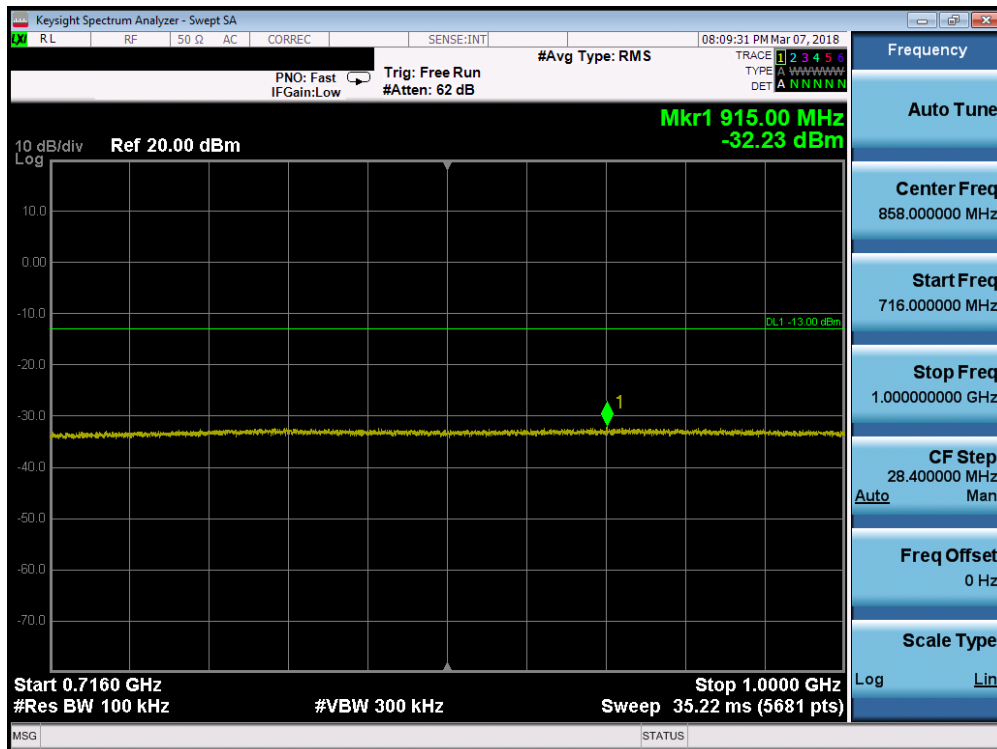 Keysight Spectrum Analyzer - Swept SA
LXI RL RF 50 Ω AC CORREC SENSE:INT 08:09:31 PM Mar 07, 2018
PNO: Fast Trig: Free Run #Avg Type: RMS TRACE 1 2 3 4 5 6
IFGain:Low #Atten: 62 dB TYPE A WWWWW
DET A N N N N N
Mkr1 915.00 MHz
-32.23 dBm
10 dB/div Ref 20.00 dBm
Log
10.0
0.00
-10.0
DL1 -13.00 dBm
-20.0
-30.0
1
-40.0
-50.0
-60.0
-70.0
Start 0.7160 GHz Stop 1.0000 GHz
#Res BW 100 kHz #VBW 300 kHz Sweep 35.22 ms (5681 pts)
MSG STATUS
Frequency
Auto Tune
Center Freq
858.000000 MHz
Start Freq
716.000000 MHz
Stop Freq
1.000000000 GHz
CF Step
28.400000 MHz
Auto Man
Freq Offset
0 Hz
Scale Type
Log Lin